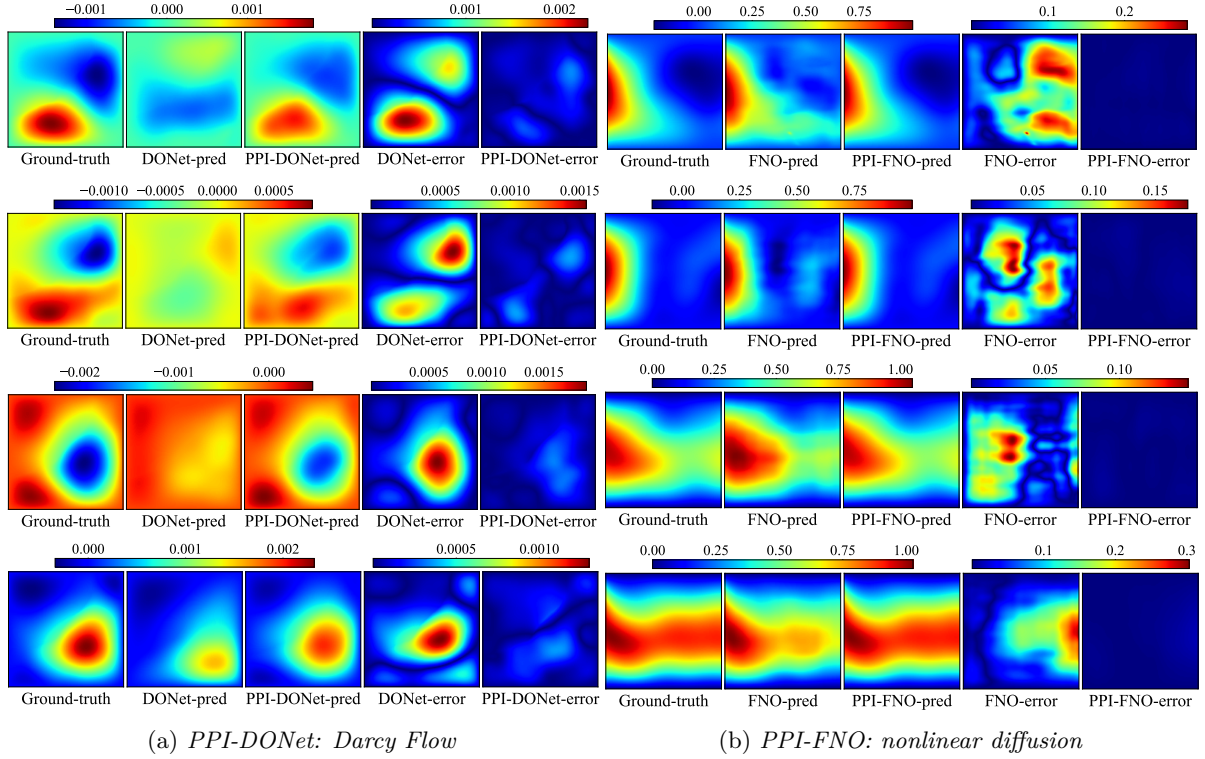 −0.001 0.000 0.001 0.001 0.002 0.00 0.25 0.50 0.75 0.1 0.2
Ground-truth DONet-pred PPI-DONet-pred DONet-error PPI-DONet-error Ground-truth FNO-pred PPI-FNO-pred FNO-error PPI-FNO-error
−0.0010 −0.0005 0.0000 0.0005 0.0005 0.0010 0.0015 0.00 0.25 0.50 0.75 0.05 0.10 0.15
Ground-truth DONet-pred PPI-DONet-pred DONet-error PPI-DONet-error Ground-truth FNO-pred PPI-FNO-pred FNO-error PPI-FNO-error
−0.002 −0.001 0.000 0.0005 0.0010 0.0015 0.00 0.25 0.50 0.75 1.00 0.05 0.10
Ground-truth DONet-pred PPI-DONet-pred DONet-error PPI-DONet-error Ground-truth FNO-pred PPI-FNO-pred FNO-error PPI-FNO-error
0.000 0.001 0.002 0.0005 0.0010 0.00 0.25 0.50 0.75 1.00 0.1 0.2 0.3
Ground-truth DONet-pred PPI-DONet-pred DONet-error PPI-DONet-error Ground-truth FNO-pred PPI-FNO-pred FNO-error PPI-FNO-error
(a) PPI-DONet: Darcy Flow (b) PPI-FNO: nonlinear diffusion